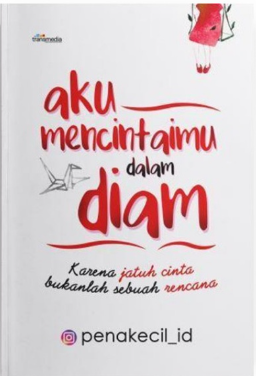 transmedia
aku
mencintaimu
dalam
diam
Karena jatuh cinta
bukanlah sebuah rencana
penakecil_id